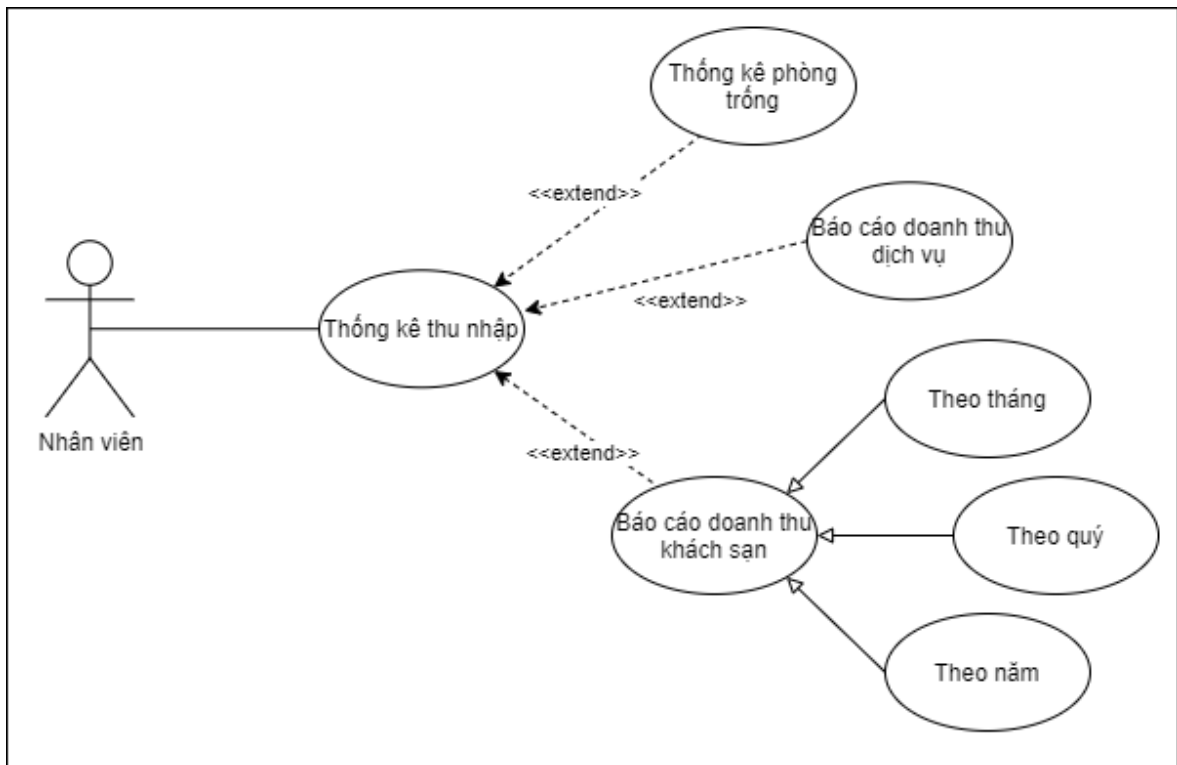 Thống kê phòng
trống
<<extend>>
Báo cáo doanh thu
dịch vụ
<<extend>>
Thống kê thu nhập
Theo tháng
Nhân viên
<<extend>>
Báo cáo doanh thu
khách sạn
Theo quý
Theo năm